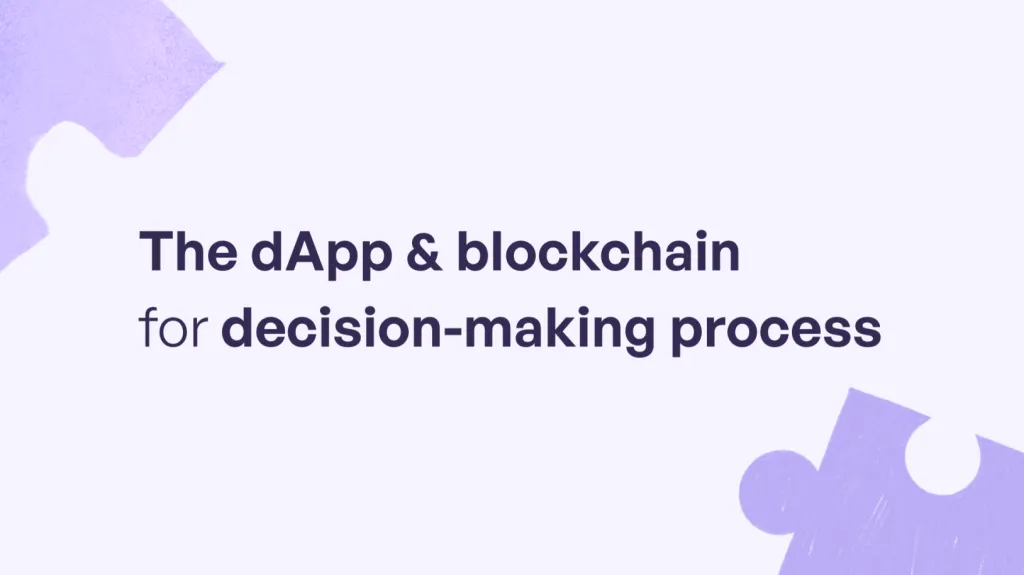 The dApp & blockchain
for decision-making process